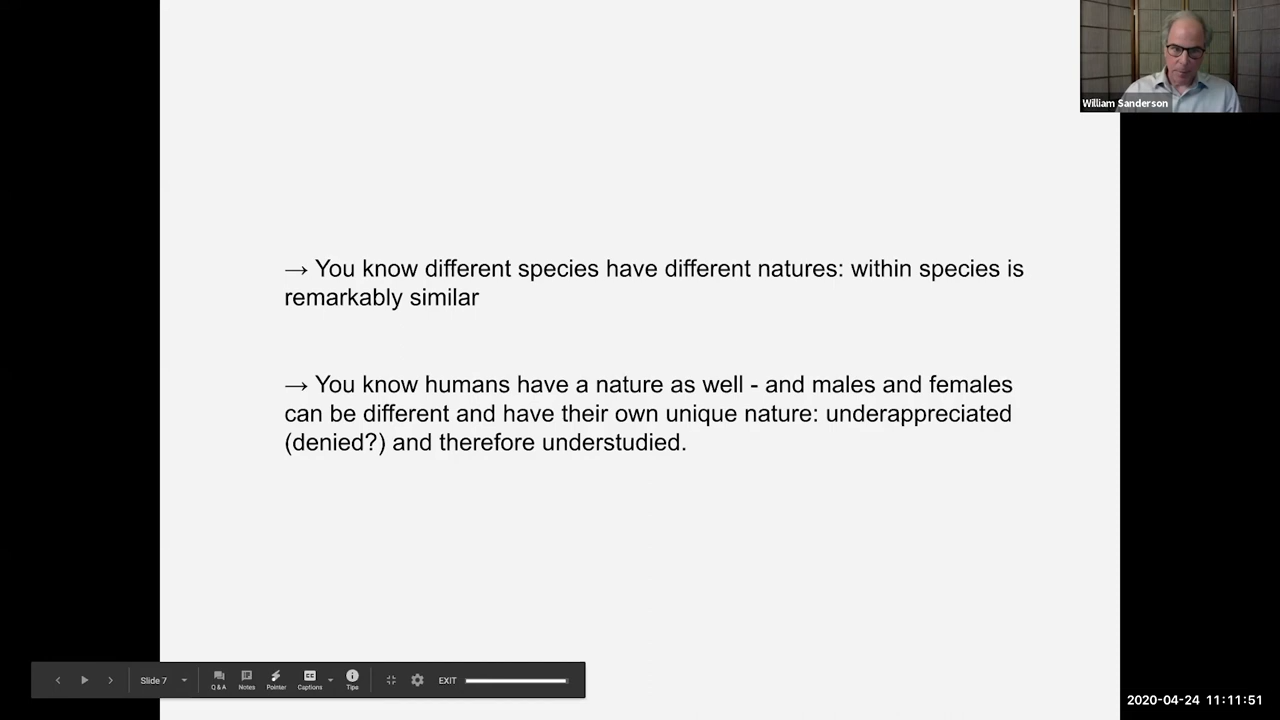 William Sanderson
→ You know different species have different natures: within species is
remarkably similar
→ You know humans have a nature as well - and males and females
can be different and have their own unique nature: underappreciated
(denied?) and therefore understudied.
Slide 7
Q & A
Notes
Pointer
Captions
Tips
EXIT
2020-04-24 11:11:51